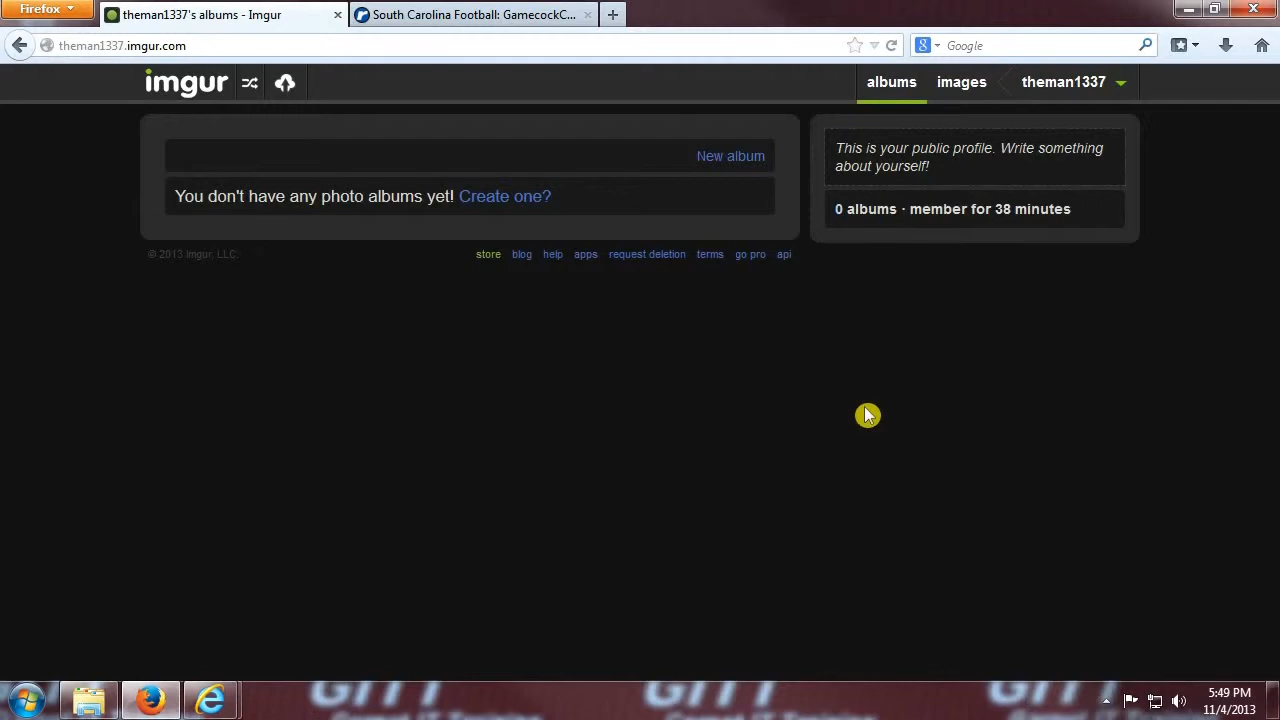 Firefox
theman1337's albums - Imgur
South Carolina Football: GamecockC...
theman1337.imgur.com
Google
imgur
albums
images
theman1337
New album
You don't have any photo albums yet! Create one?
This is your public profile. Write something
about yourself!
0 albums · member for 38 minutes
© 2013 Imgur, LLC.
store blog help apps request deletion terms go pro api
5:49 PM
11/4/2013